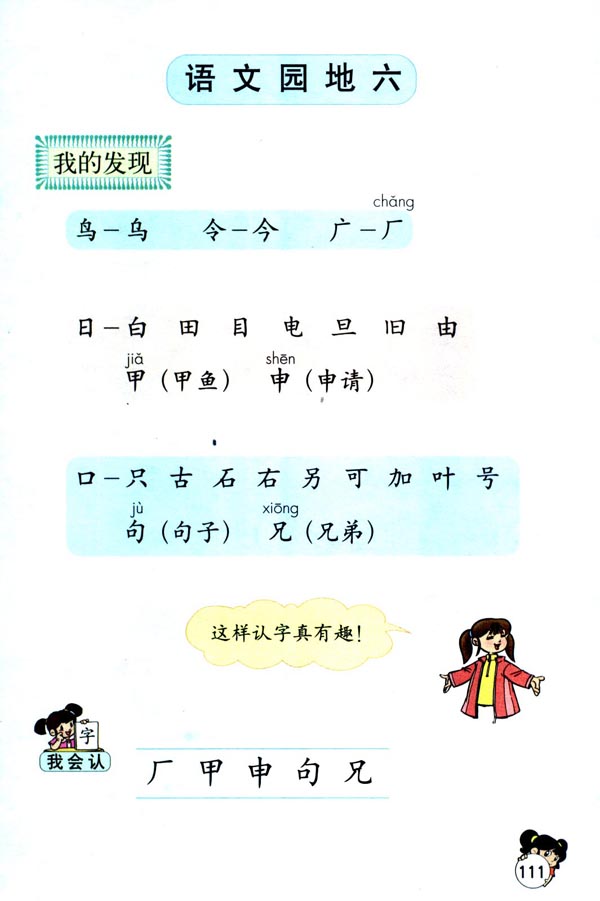 语文园地六
我的发现
chǎng
鸟－乌 令－今 广－厂
日－白 田 目 电 旦 旧 由
jiǎ shēn
甲（甲鱼） 申（申请）
口－只 古 石 右 另 可 加 叶 号
jù xiōng
句（句子） 兄（兄弟）
这样认字真有趣！
字
我会认
厂 甲 申 句 兄
111